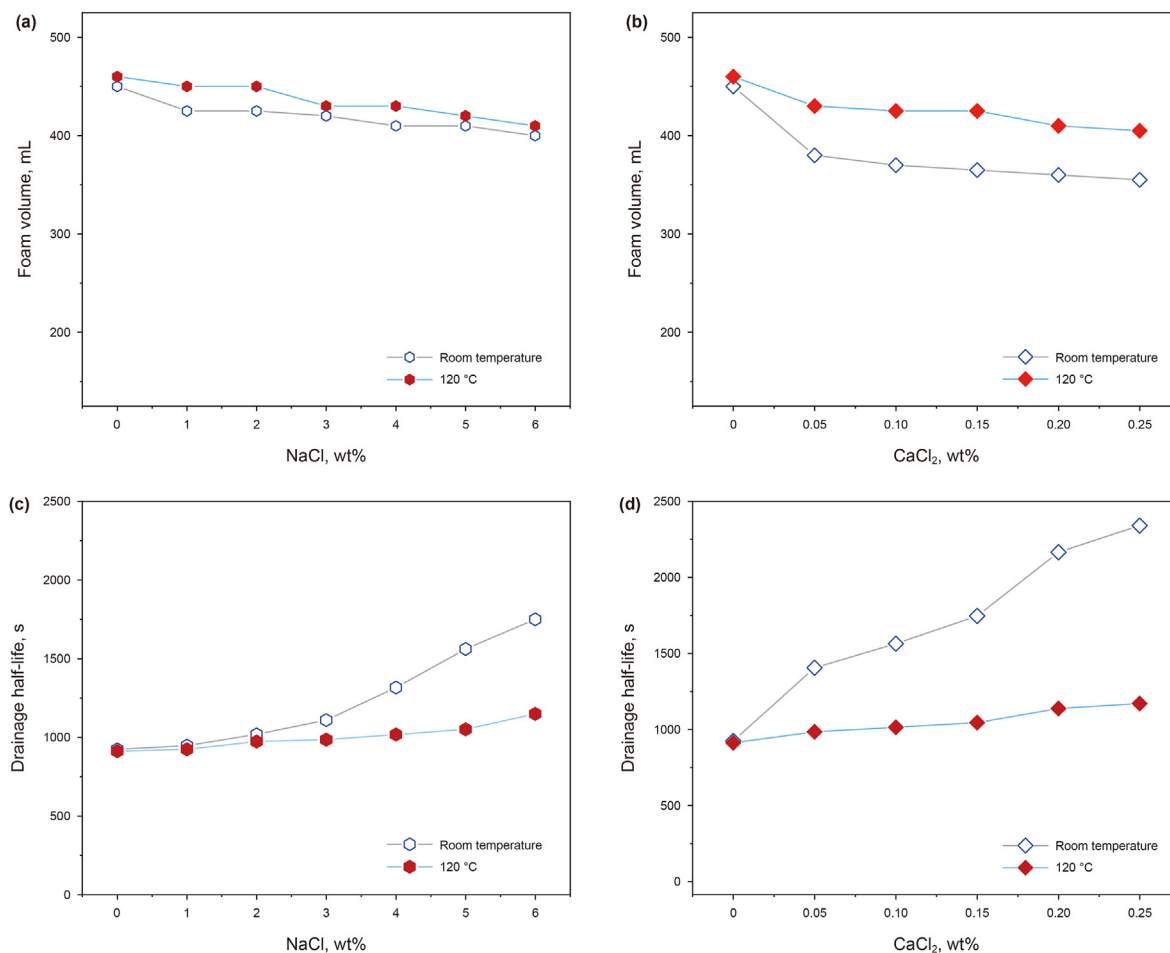 (a)
500
400
300
200
Foam volume, mL
Room temperature
120 °C
0 1 2 3 4 5 6
NaCl, wt%
(b)
500
400
300
200
Foam volume, mL
Room temperature
120 °C
0 0.05 0.10 0.15 0.20 0.25
CaCl₂, wt%
(c)
2500
2000
1500
1000
500
0
Drainage half-life, s
Room temperature
120 °C
0 1 2 3 4 5 6
NaCl, wt%
(d)
2500
2000
1500
1000
500
0
Drainage half-life, s
Room temperature
120 °C
0 0.05 0.10 0.15 0.20 0.25
CaCl₂, wt%